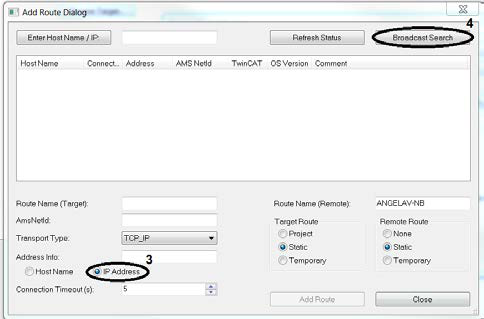 Add Route Dialog
4
Enter Host Name / IP: Refresh Status Broadcast Search
Host Name Connect... Address AMS NetId TwinCAT OS Version Comment
Route Name (Target): Route Name (Remote): ANGELAV-NB
AmsNetId: Target Route Remote Route
Transport Type: TCP_IP Project None
Address Info: 3 Static Static
Host Name IP Address Temporary Temporary
Connection Timeout (s): 5 Add Route Close